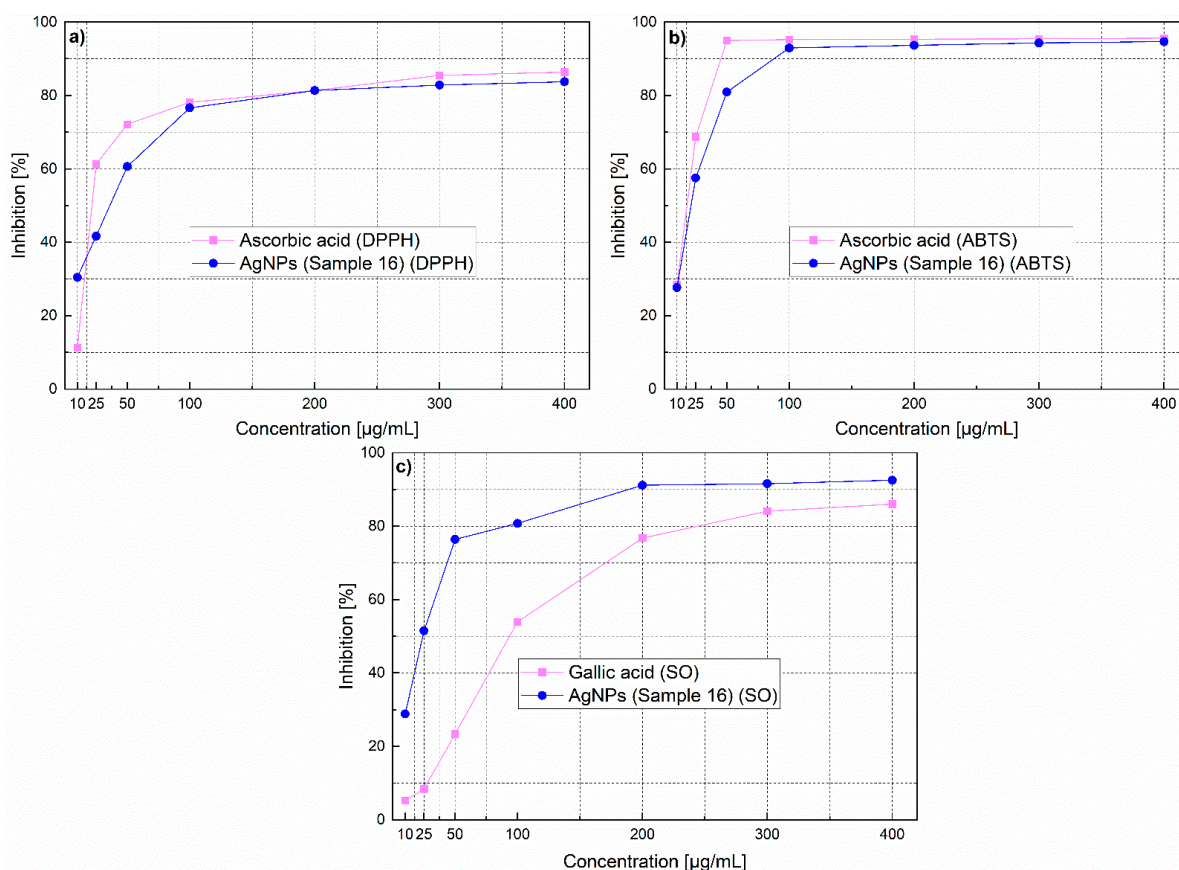 a)
100
80
60
40
20
0
Inhibition [%]
Ascorbic acid (DPPH)
AgNPs (Sample 16) (DPPH)
10 25 50 100 200 300 400
Concentration [µg/mL]
b)
100
80
60
40
20
0
Inhibition [%]
Ascorbic acid (ABTS)
AgNPs (Sample 16) (ABTS)
10 25 50 100 200 300 400
Concentration [µg/mL]
c)
100
80
60
40
20
0
Inhibition [%]
Gallic acid (SO)
AgNPs (Sample 16) (SO)
10 25 50 100 200 300 400
Concentration [µg/mL]